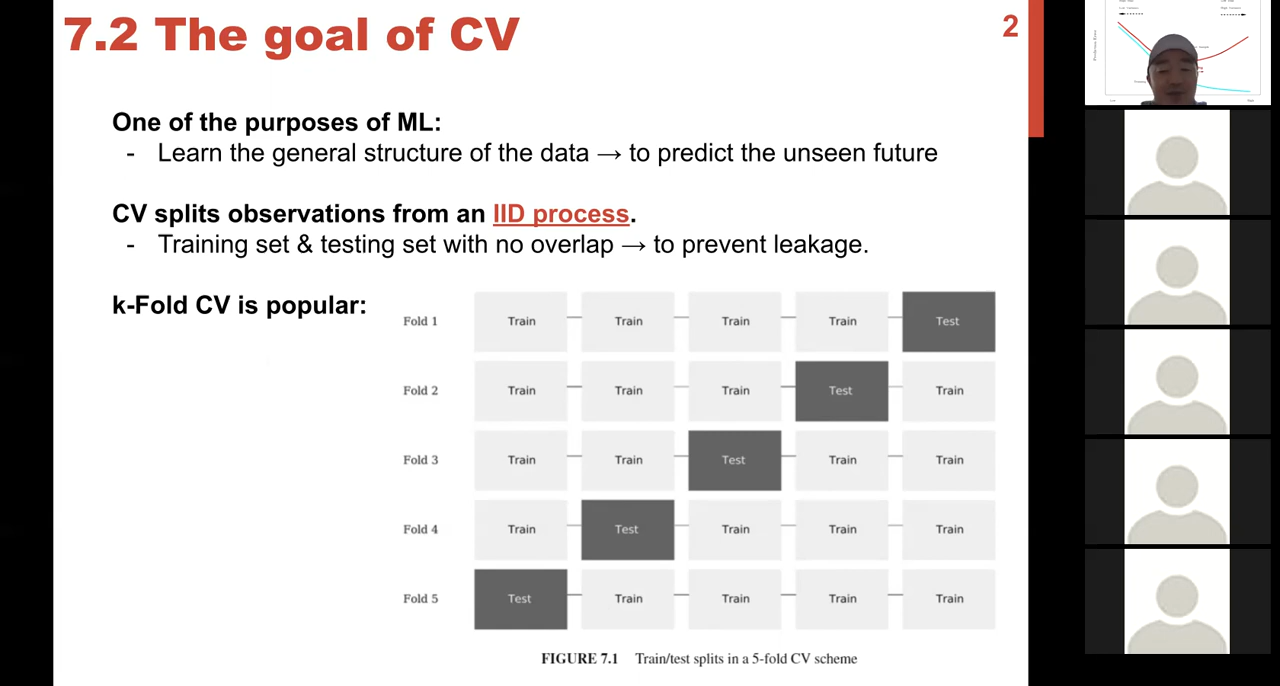 7.2 The goal of CV
2
One of the purposes of ML:
- Learn the general structure of the data → to predict the unseen future
CV splits observations from an IID process.
- Training set & testing set with no overlap → to prevent leakage.
k-Fold CV is popular:
Fold 1 Train Train Train Train Test
Fold 2 Train Train Train Test Train
Fold 3 Train Train Test Train Train
Fold 4 Train Test Train Train Train
Fold 5 Test Train Train Train Train
FIGURE 7.1 Train/test splits in a 5-fold CV scheme